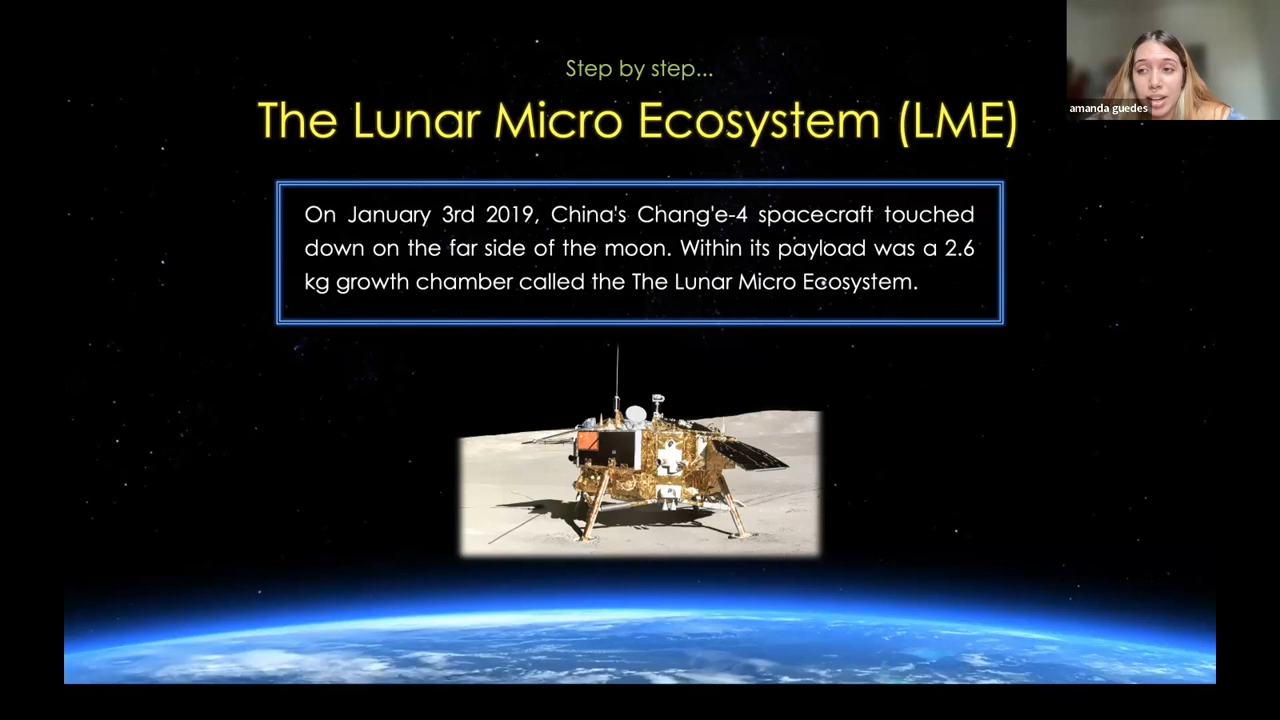 Step by step...
The Lunar Micro Ecosystem (LME)
amanda guedes
On January 3rd 2019, China's Chang'e-4 spacecraft touched
down on the far side of the moon. Within its payload was a 2.6
kg growth chamber called the The Lunar Micro Ecosystem.